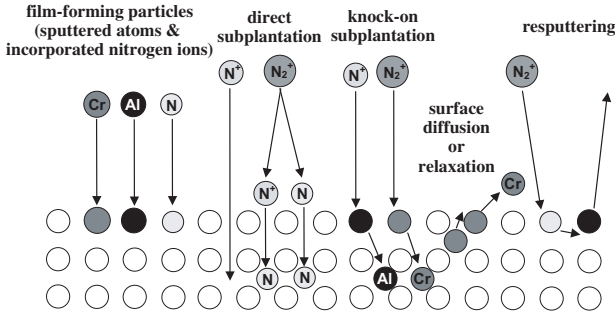 film-forming particles
(sputtered atoms &
incorporated nitrogen ions)
direct
subplantation
knock-on
subplantation
resputtering
N+
N2+
N+
N2+
N2+
Cr
Al
N
surface
diffusion
or
relaxation
Cr
N+
N
N
N
Al
Cr